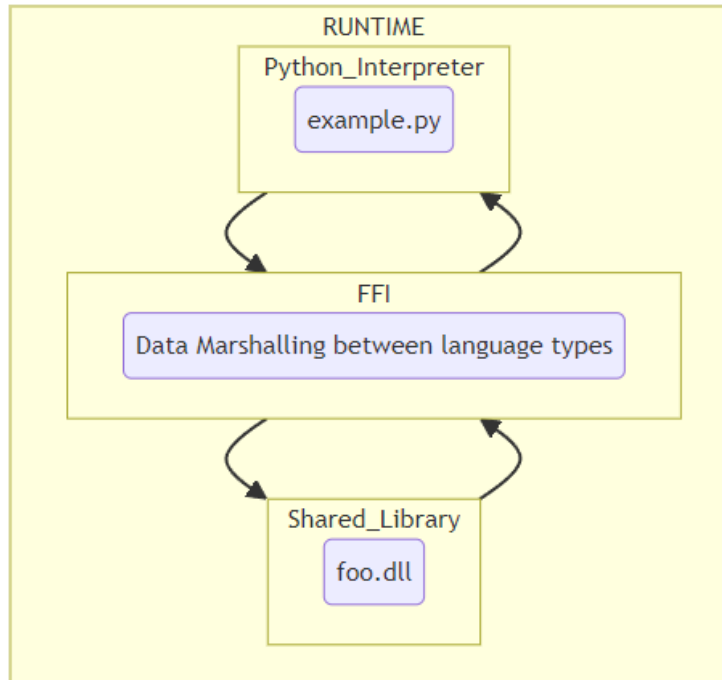 RUNTIME
Python_Interpreter
example.py
FFI
Data Marshalling between language types
Shared_Library
foo.dll